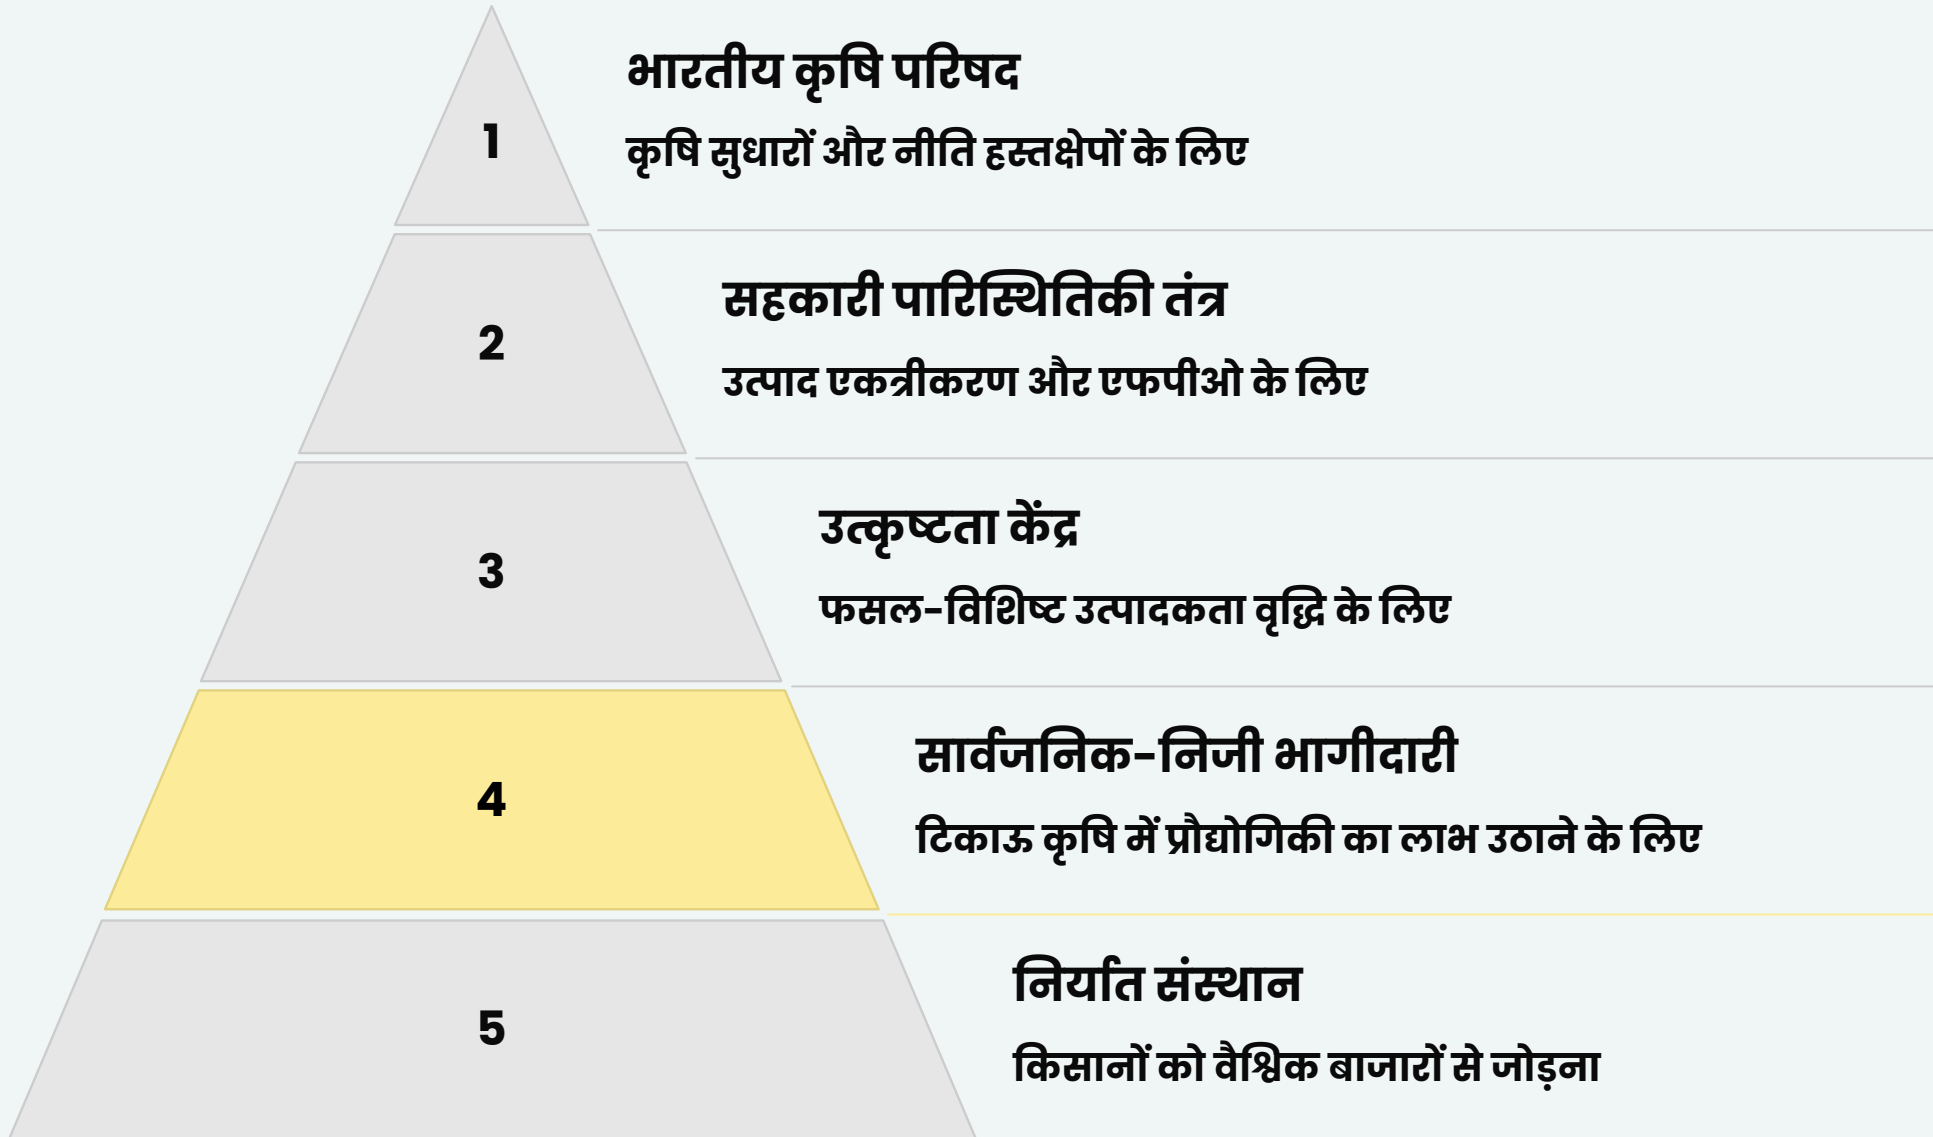 1
भारतीय कृषि परिषद
कृषि सुधारों और नीति हस्तक्षेपों के लिए
2
सहकारी पारिस्थितिकी तंत्र
उत्पाद एकत्रीकरण और एफपीओ के लिए
3
उत्कृष्टता केंद्र
फसल-विशिष्ट उत्पादकता वृद्धि के लिए
4
सार्वजनिक-निजी भागीदारी
टिकाऊ कृषि में प्रौद्योगिकी का लाभ उठाने के लिए
5
निर्यात संस्थान
किसानों को वैश्विक बाजारों से जोड़ना